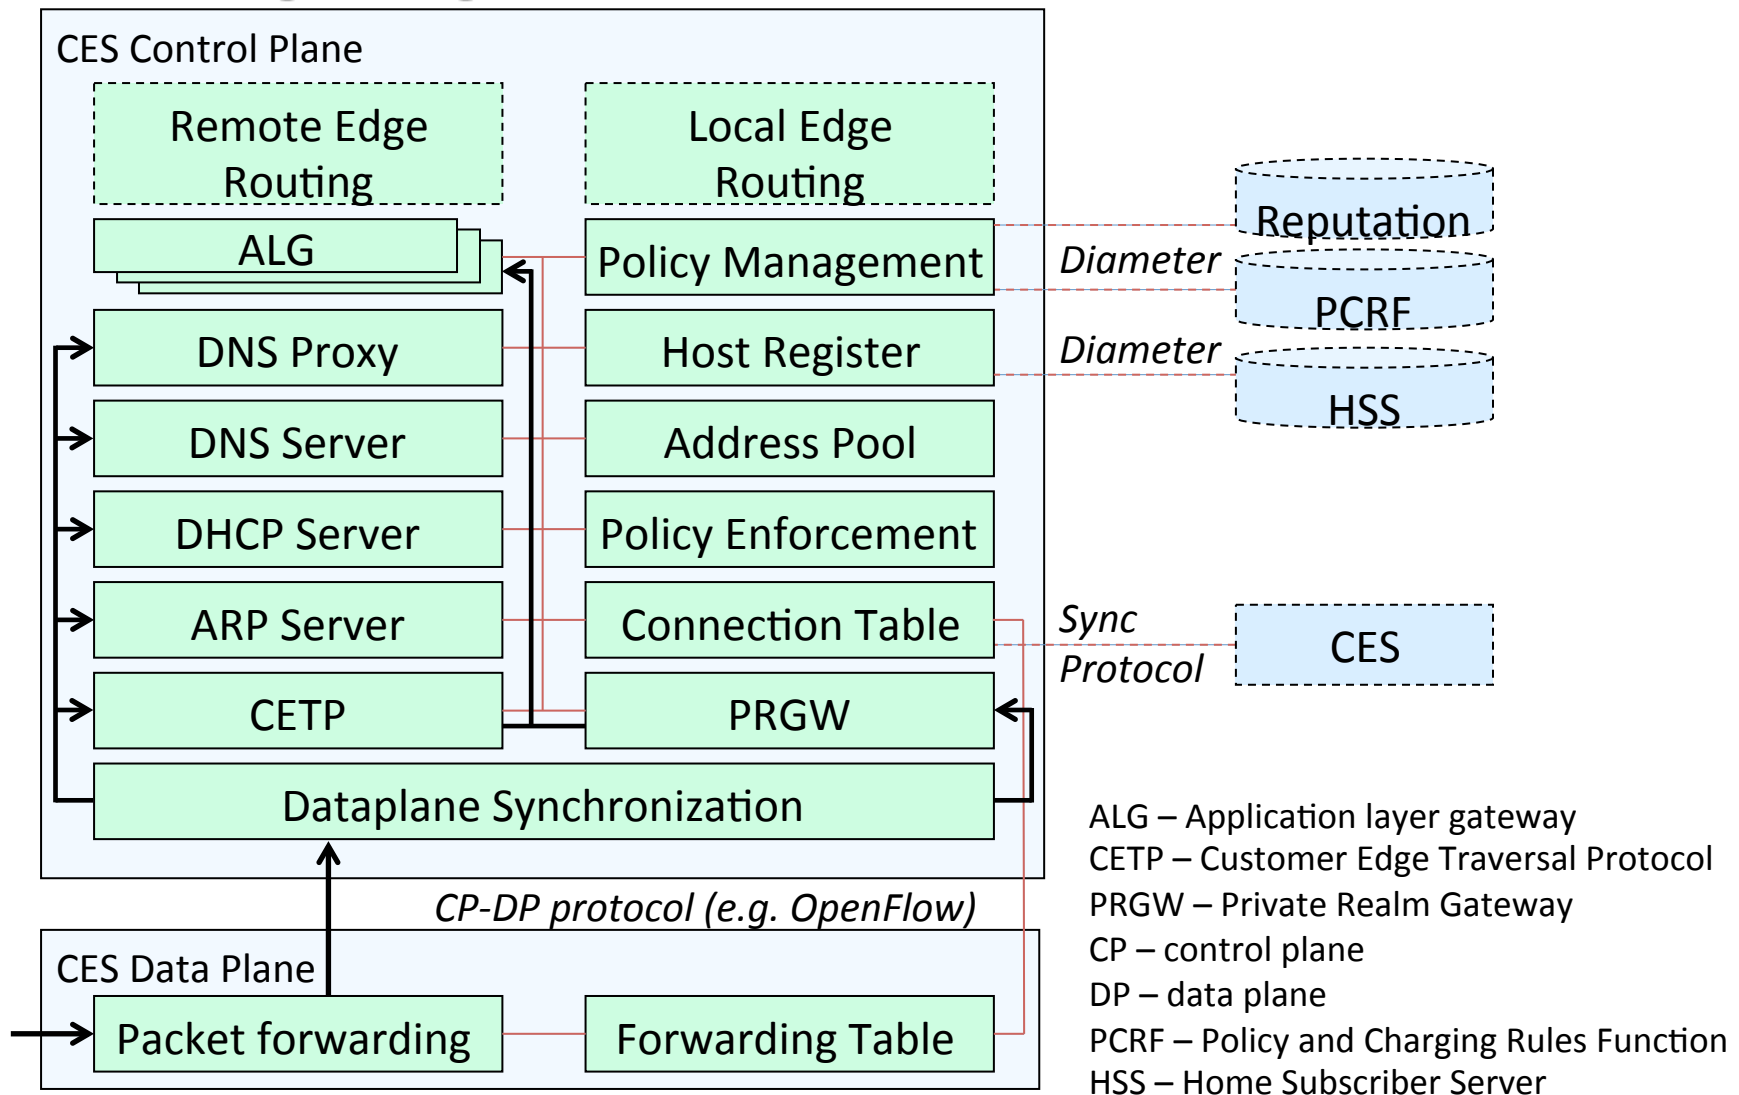 CES Control Plane
Remote Edge
Routing
Local Edge
Routing
ALG
Policy Management
DNS Proxy
Host Register
DNS Server
Address Pool
DHCP Server
Policy Enforcement
ARP Server
Connection Table
CETP
PRGW
Dataplane Synchronization
Reputation
Diameter
PCRF
Diameter
HSS
Sync
Protocol
CES
CP-DP protocol (e.g. OpenFlow)
CES Data Plane
Packet forwarding
Forwarding Table
ALG – Application layer gateway
CETP – Customer Edge Traversal Protocol
PRGW – Private Realm Gateway
CP – control plane
DP – data plane
PCRF – Policy and Charging Rules Function
HSS – Home Subscriber Server